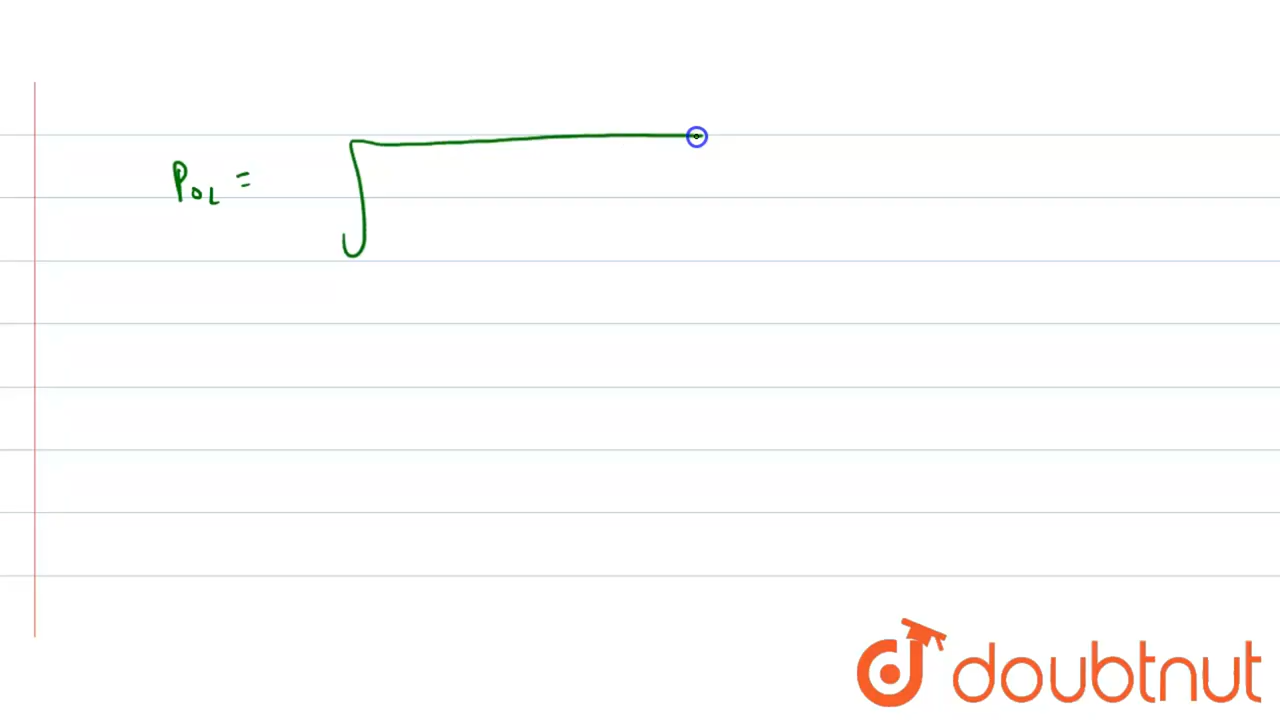 P₀L = √
doubtnut